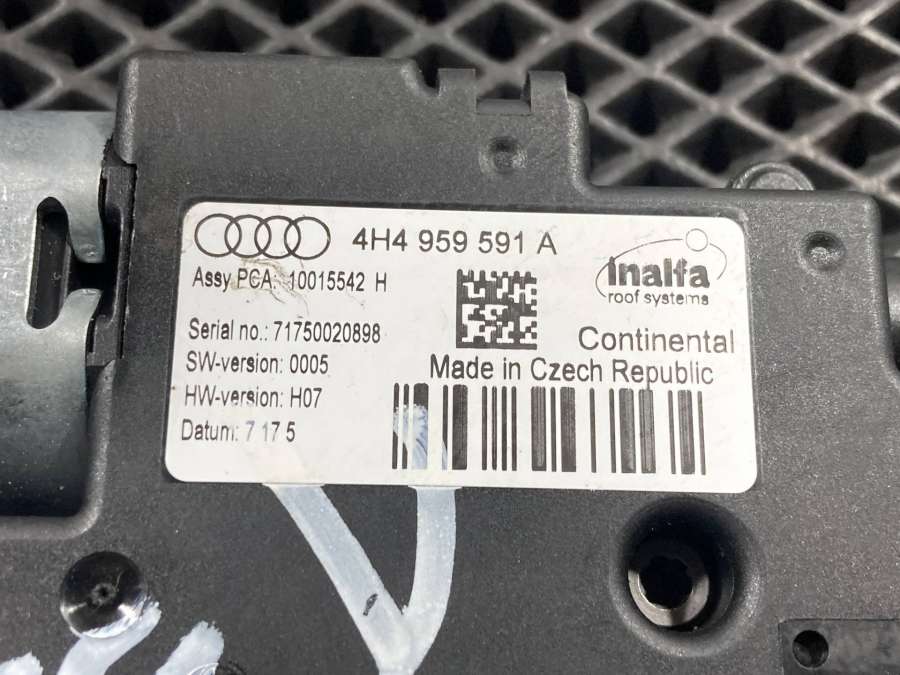 4H4 959 591 A
Assy PCA: 10015542 H
Inalfa
roof systems
Serial no.: 71750020898
Continental
SW-version: 0005
Made in Czech Republic
HW-version: H07
Datum: 7 17 5